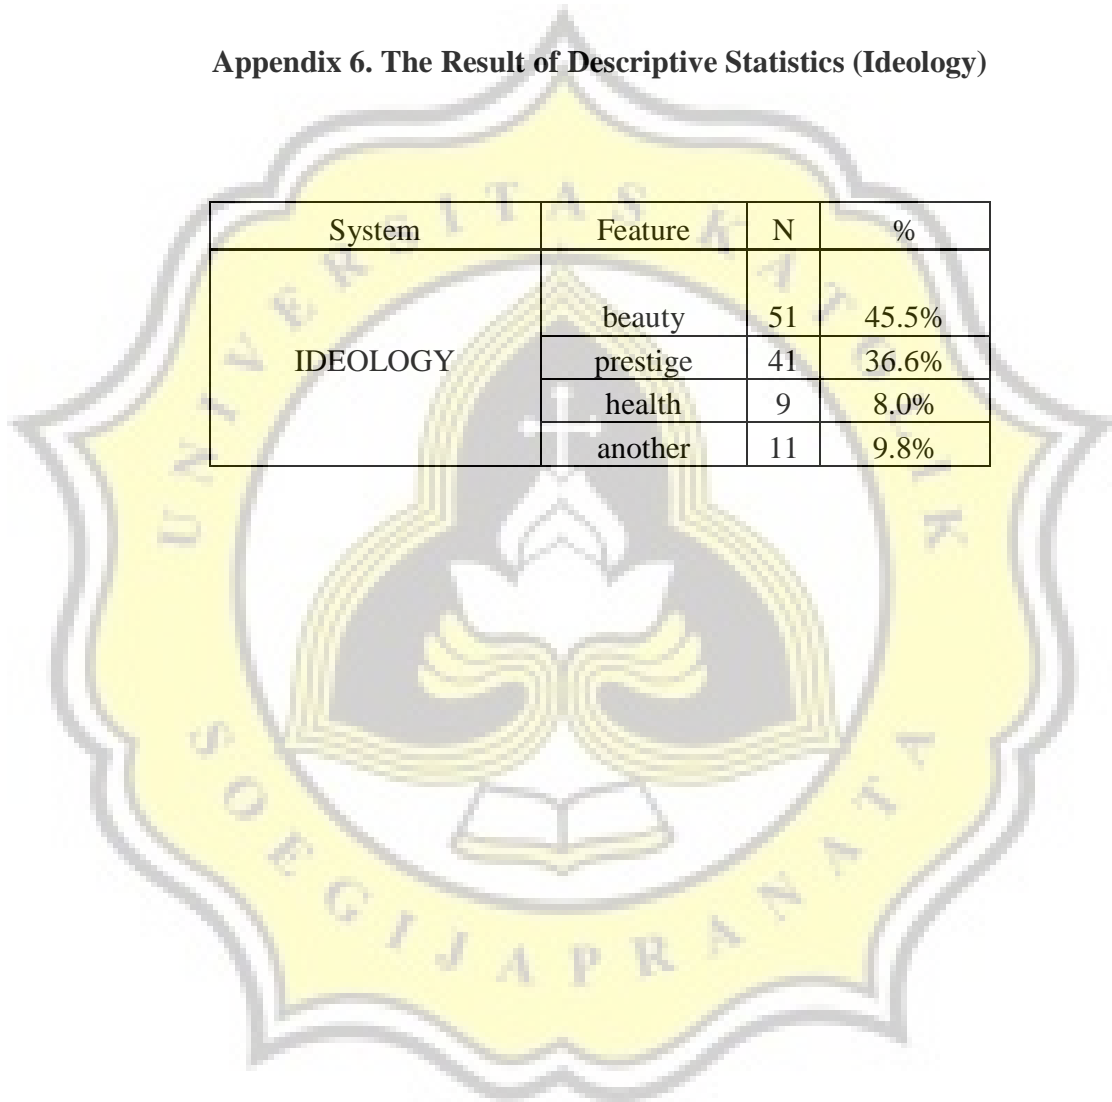 Appendix 6. The Result of Descriptive Statistics (Ideology)
System Feature N %
beauty 51 45.5%
IDEOLOGY prestige 41 36.6%
health 9 8.0%
another 11 9.8%
UNIVERSITAS KATOLIK
SOEGIJAPRANATA